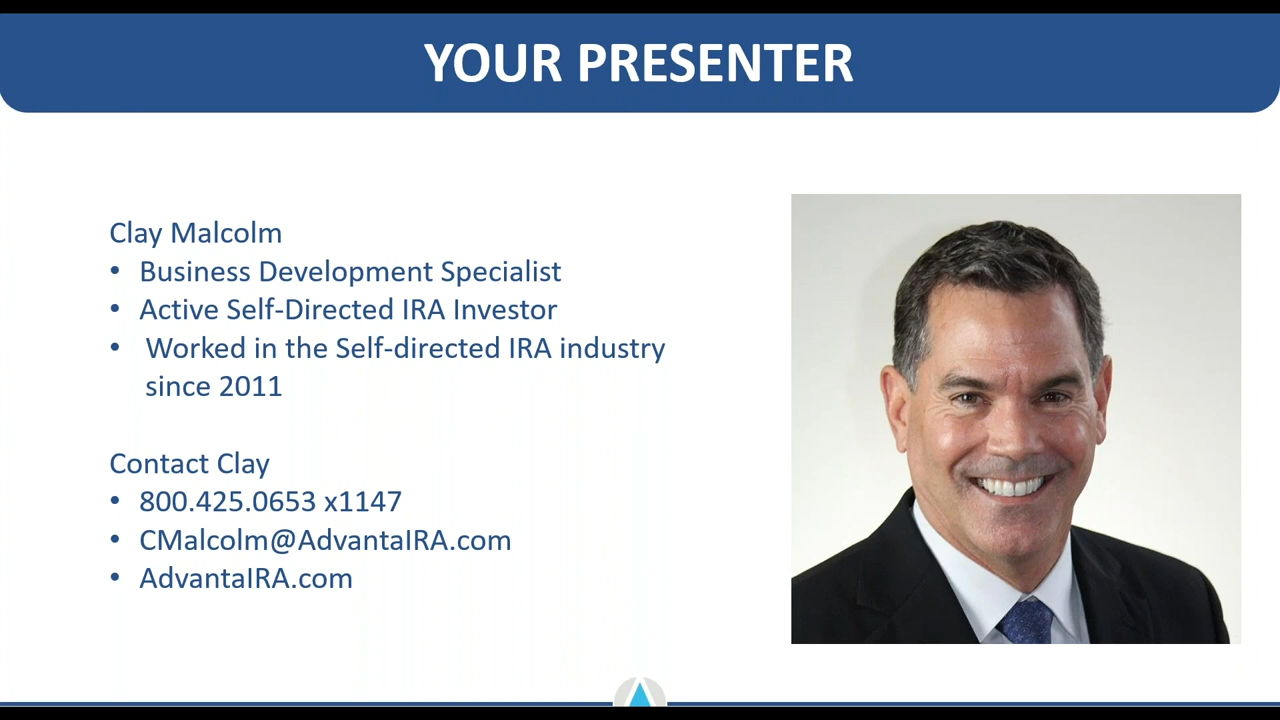 YOUR PRESENTER
Clay Malcolm
• Business Development Specialist
• Active Self-Directed IRA Investor
• Worked in the Self-directed IRA industry
since 2011
Contact Clay
• 800.425.0653 x1147
• CMalcolm@AdvantaIRA.com
• AdvantaIRA.com